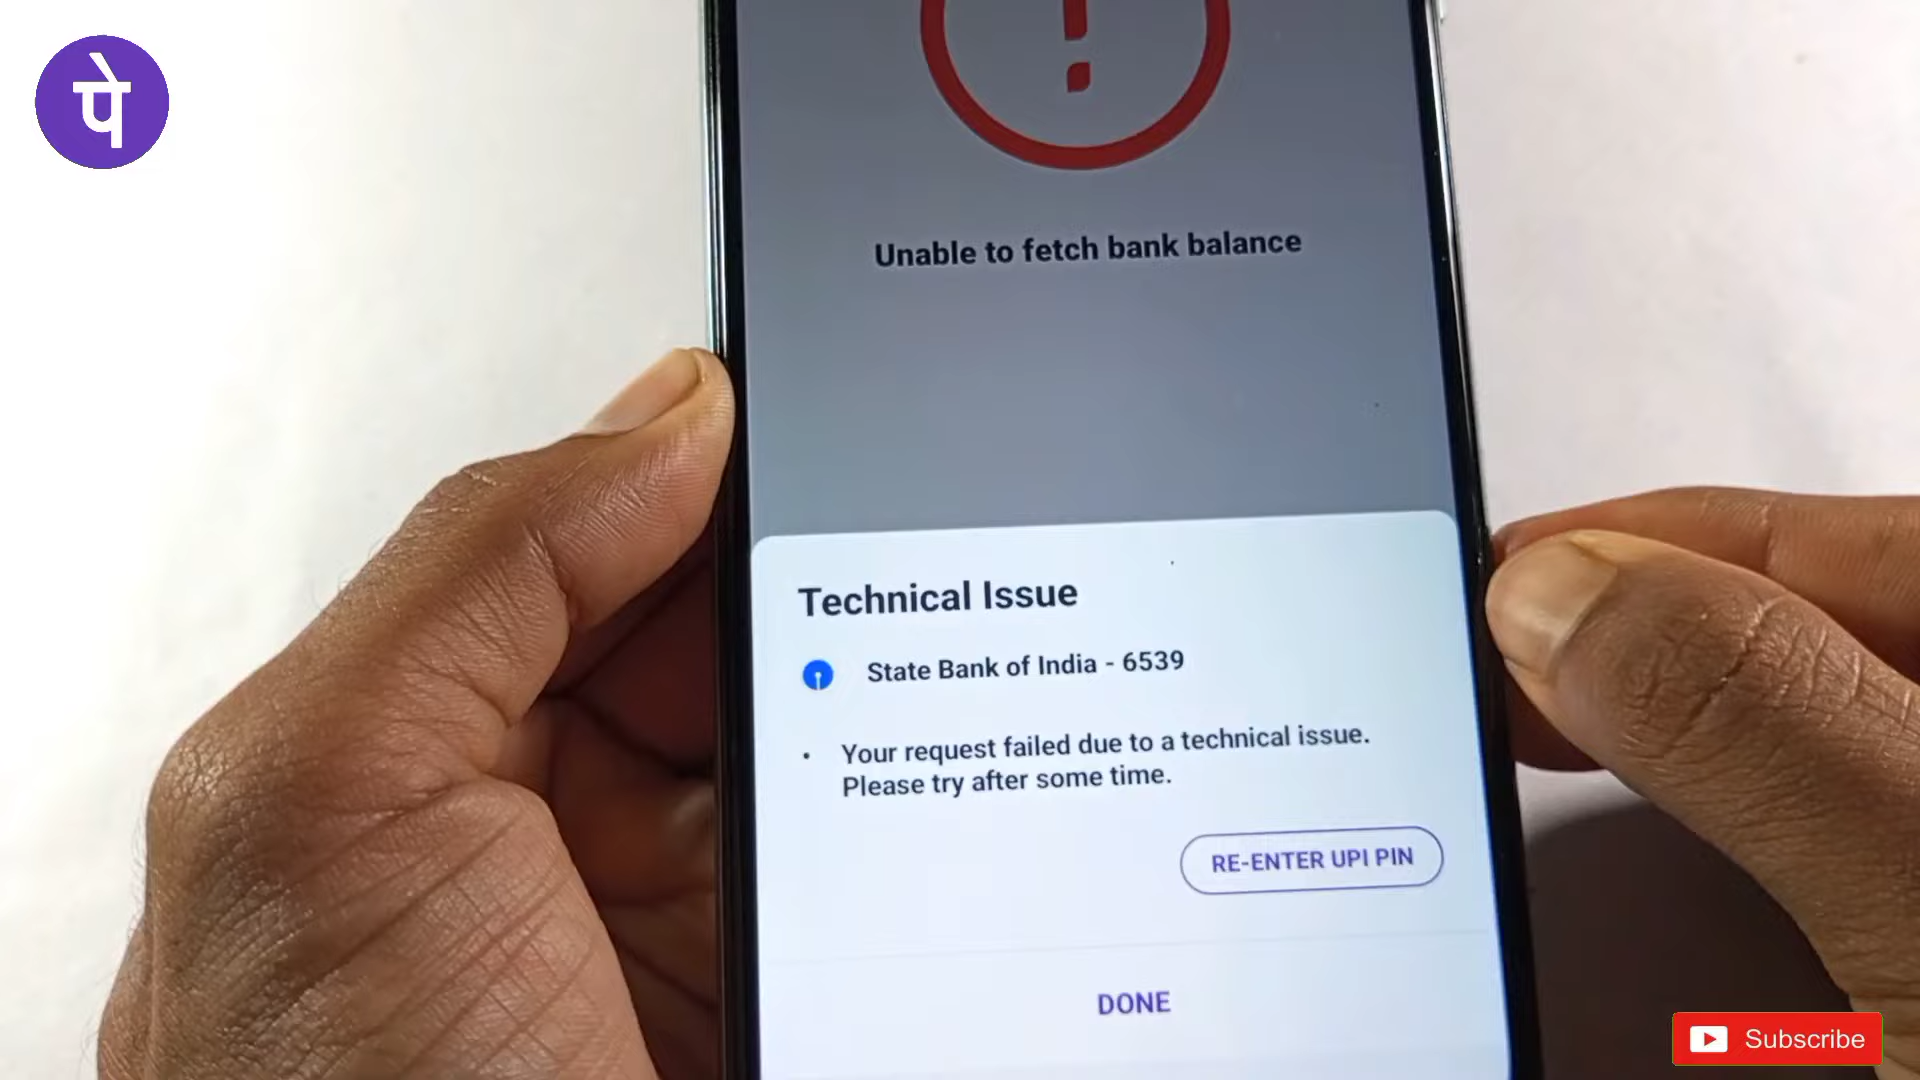 पे
Unable to fetch bank balance
Technical Issue
State Bank of India - 6539
• Your request failed due to a technical issue.
Please try after some time.
RE-ENTER UPI PIN
DONE
Subscribe